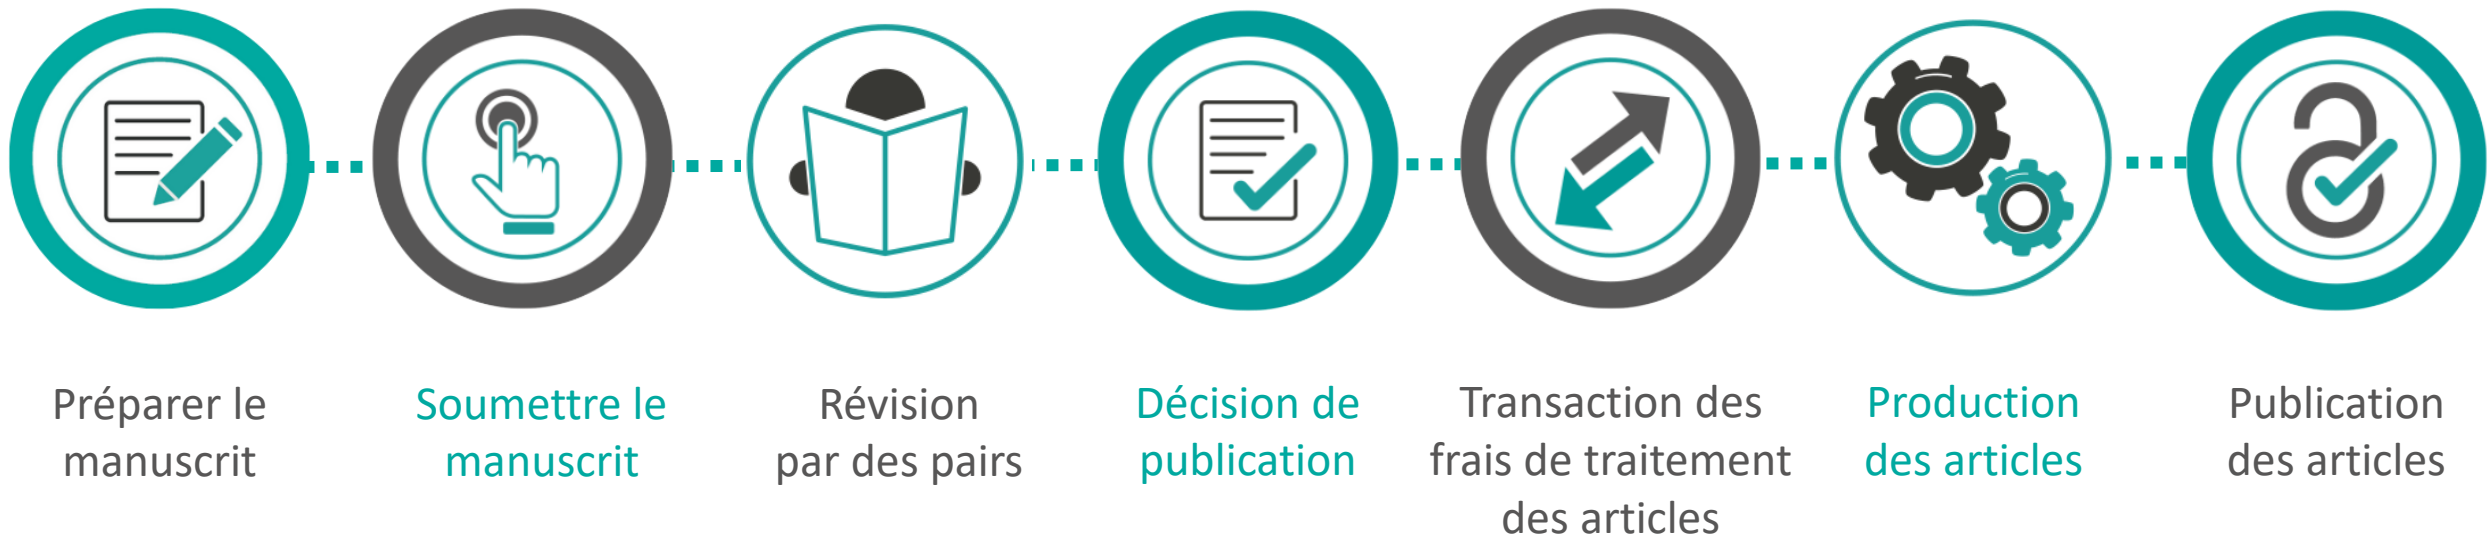 Préparer le
manuscrit
Soumettre le
manuscrit
Révision
par des pairs
Décision de
publication
Transaction des
frais de traitement
des articles
Production
des articles
Publication
des articles